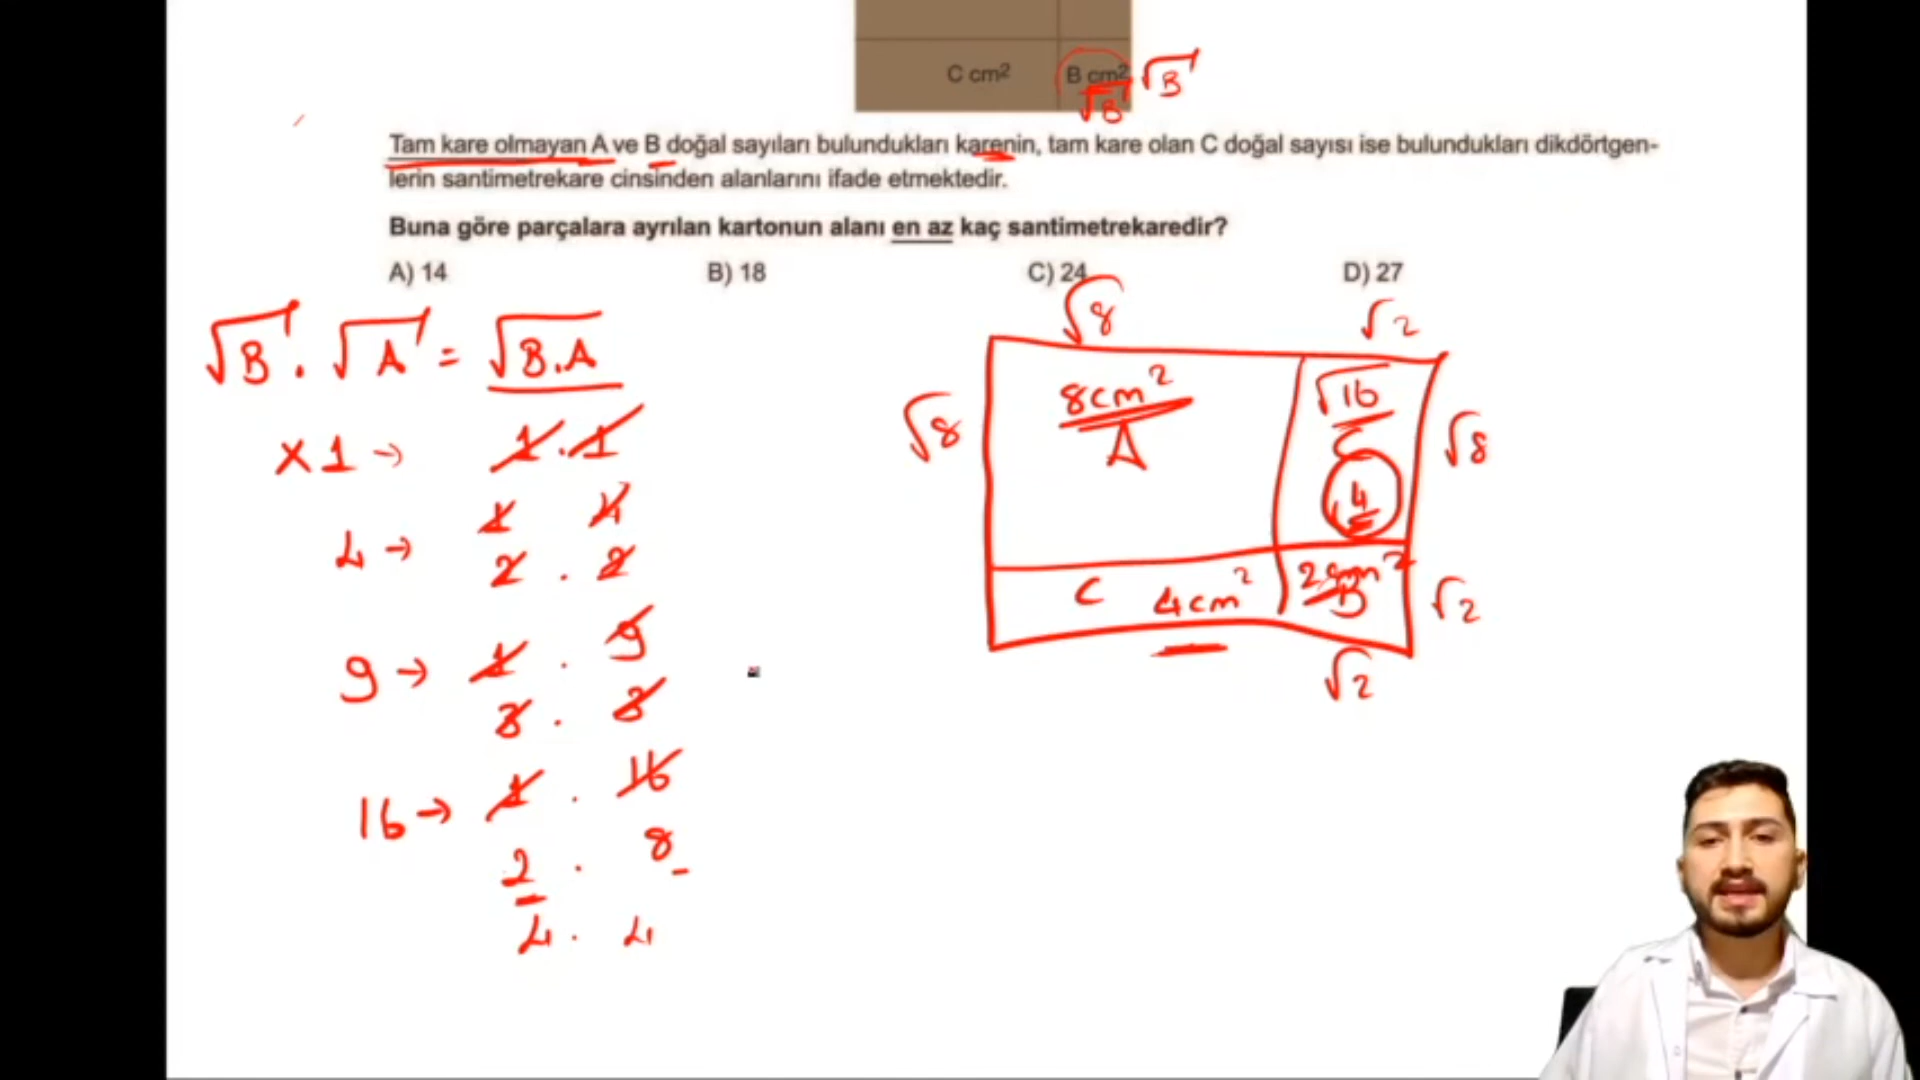 C cm²
B cm²
√B
√B
Tam kare olmayan A ve B doğal sayıları bulundukları karenin, tam kare olan C doğal sayısı ise bulundukları dikdörtgen-
lerin santimetrekare cinsinden alanlarını ifade etmektedir.
Buna göre parçalara ayrılan kartonun alanı en az kaç santimetrekaredir?
A) 14 B) 18 C) 24 D) 27
√B . √A = √B.A
x1 → 1 . 1
4 → 1 4
2 . 2
9 → 1 . 9
3 . 3
16 → 1 . 16
2 . 8
4 . 4
√8 √2
√8 8cm² √16 √8
A C
4
C 4cm² 2cm² √2
B
√2